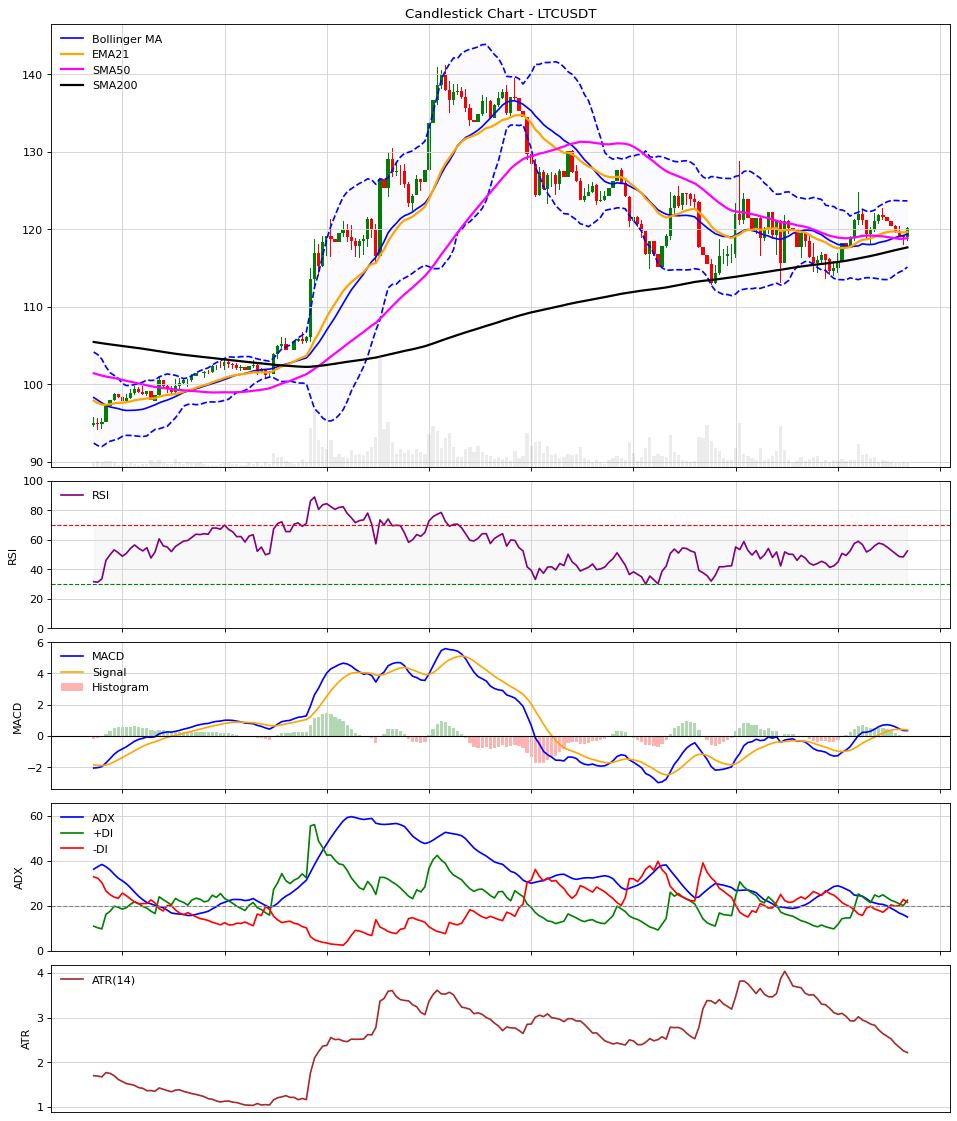 Candlestick Chart - LTCUSDT
Bollinger MA
EMA21
SMA50
SMA200
140
130
120
110
100
90
RSI
100
80
60
40
20
0
RSI
MACD
Signal
Histogram
6
4
2
0
−2
MACD
ADX
+DI
-DI
60
40
20
0
ADX
ATR(14)
4
3
2
1
ATR